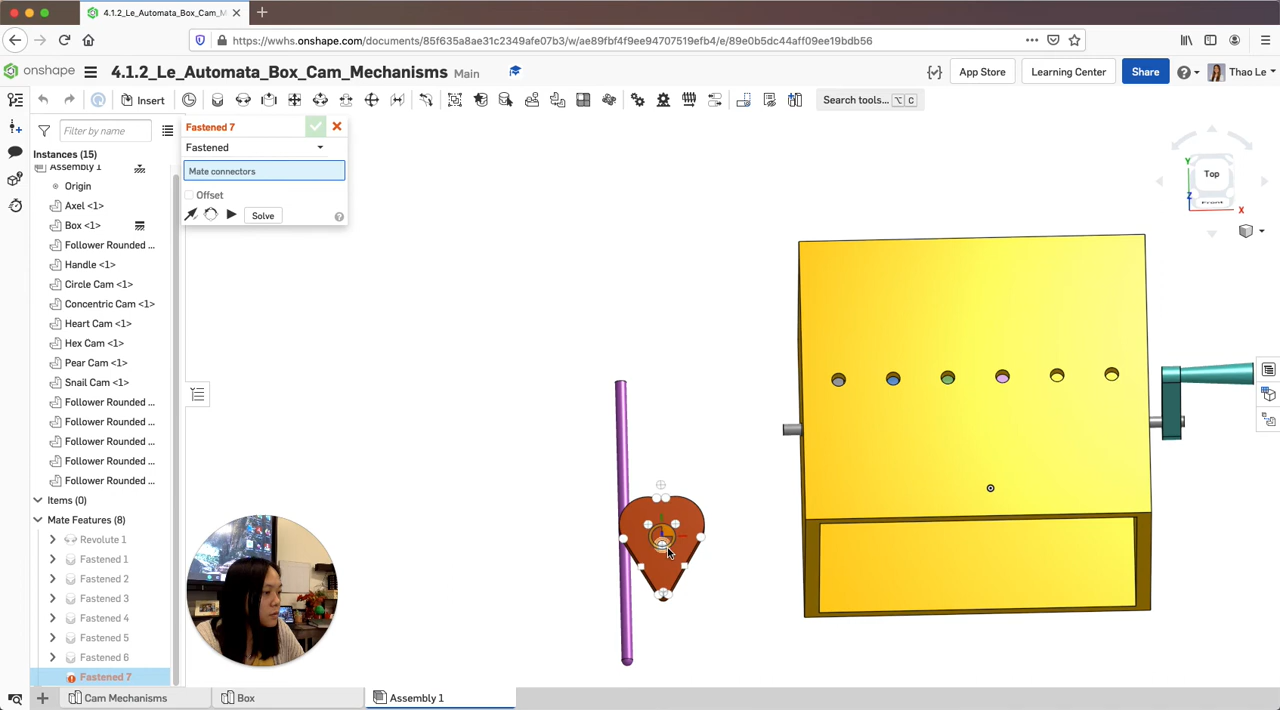 4.1.2_Le_Automata_Box_Cam_M
https://wwhs.onshape.com/documents/85f635a8ae31c2349afe07b3/w/ae89fbf4f9ee94707519efb4/e/89e0b5dc44aff09ee19bdb56
onshape
4.1.2_Le_Automata_Box_Cam_Mechanisms Main
App Store
Learning Center
Share
Thao Le
Insert
Search tools... ⌥ C
Filter by name
Instances (15)
Assembly 1
Origin
Axel <1>
Box <1>
Follower Rounded ...
Handle <1>
Circle Cam <1>
Concentric Cam <1>
Heart Cam <1>
Hex Cam <1>
Pear Cam <1>
Snail Cam <1>
Follower Rounded ...
Follower Rounded ...
Follower Rounded ...
Follower Rounded ...
Follower Rounded ...
Items (0)
Mate Features (8)
Revolute 1
Fastened 1
Fastened 2
Fastened 3
Fastened 4
Fastened 5
Fastened 6
Fastened 7
Fastened 7
Fastened
Mate connectors
Offset
Solve
Y
Top
Z
Front
X
Cam Mechanisms
Box
Assembly 1